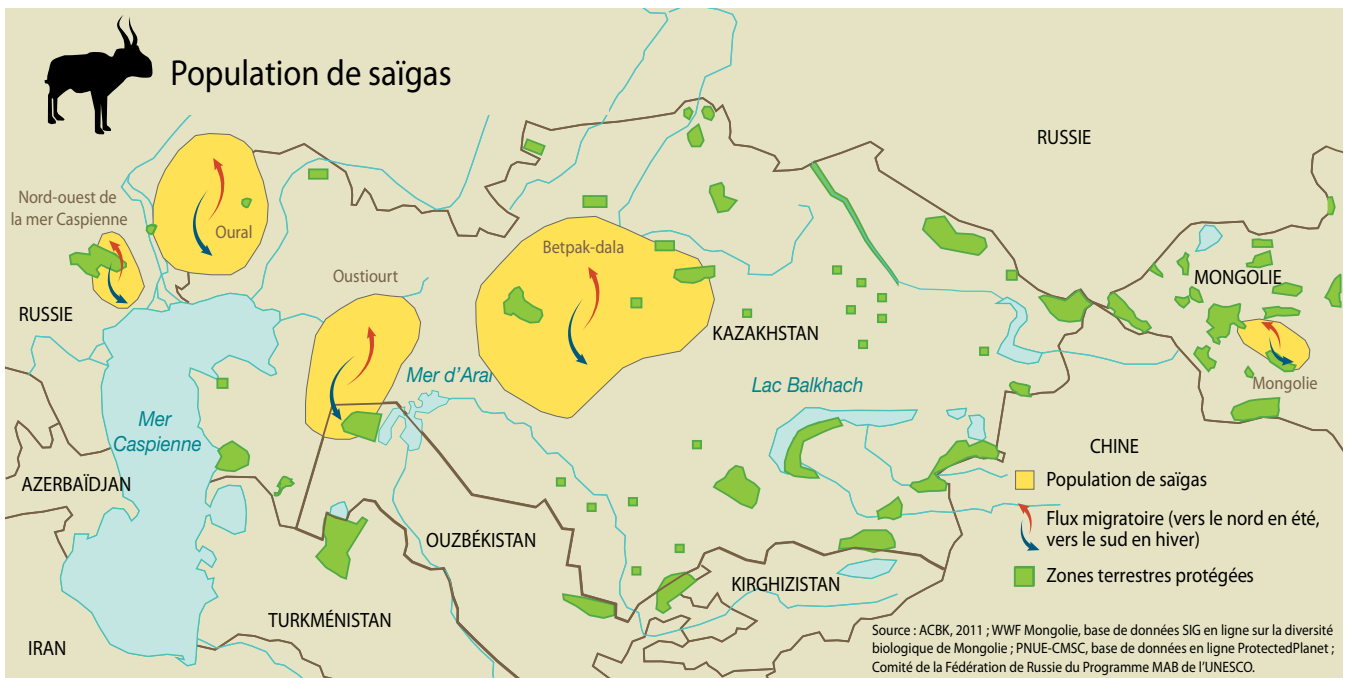 Population de saïgas
RUSSIE
Nord-ouest de
la mer Caspienne
Oural
Betpak-dala
Oustiourt
MONGOLIE
RUSSIE
KAZAKHSTAN
Mer d’Aral
Lac Balkhach
Mongolie
Mer
Caspienne
CHINE
AZERBAÏDJAN
Population de saïgas
Flux migratoire (vers le nord en été,
vers le sud en hiver)
OUZBÉKISTAN
Zones terrestres protégées
KIRGHIZISTAN
TURKMÉNISTAN
IRAN
Source : ACBK, 2011 ; WWF Mongolie, base de données SIG en ligne sur la diversité
biologique de Mongolie ; PNUE-CMSC, base de données en ligne ProtectedPlanet ;
Comité de la Fédération de Russie du Programme MAB de l’UNESCO.